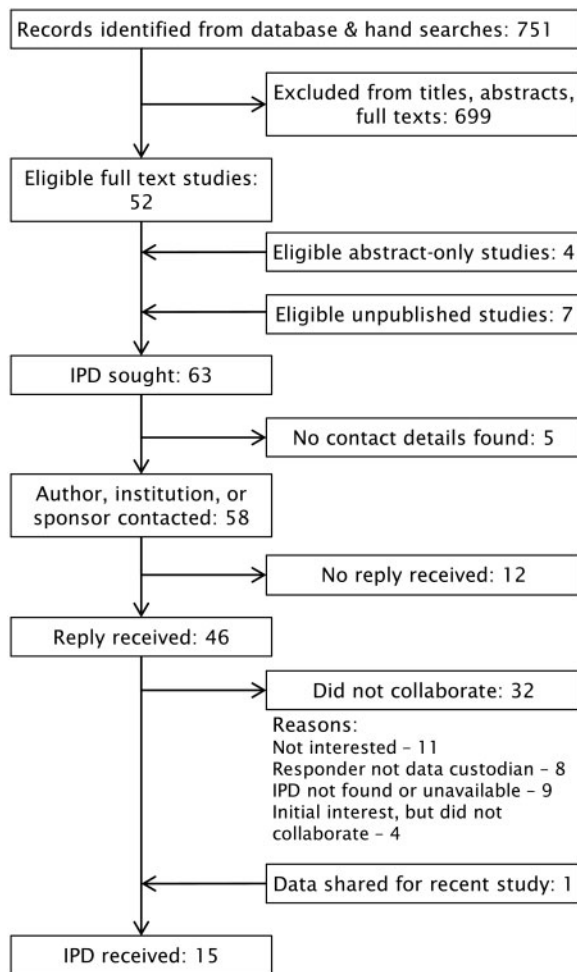 Records identified from database & hand searches: 751
Excluded from titles, abstracts,
full texts: 699
Eligible full text studies:
52
Eligible abstract-only studies: 4
Eligible unpublished studies: 7
IPD sought: 63
No contact details found: 5
Author, institution, or
sponsor contacted: 58
No reply received: 12
Reply received: 46
Did not collaborate: 32
Reasons:
Not interested – 11
Responder not data custodian – 8
IPD not found or unavailable – 9
Initial interest, but did not
collaborate – 4
Data shared for recent study: 1
IPD received: 15